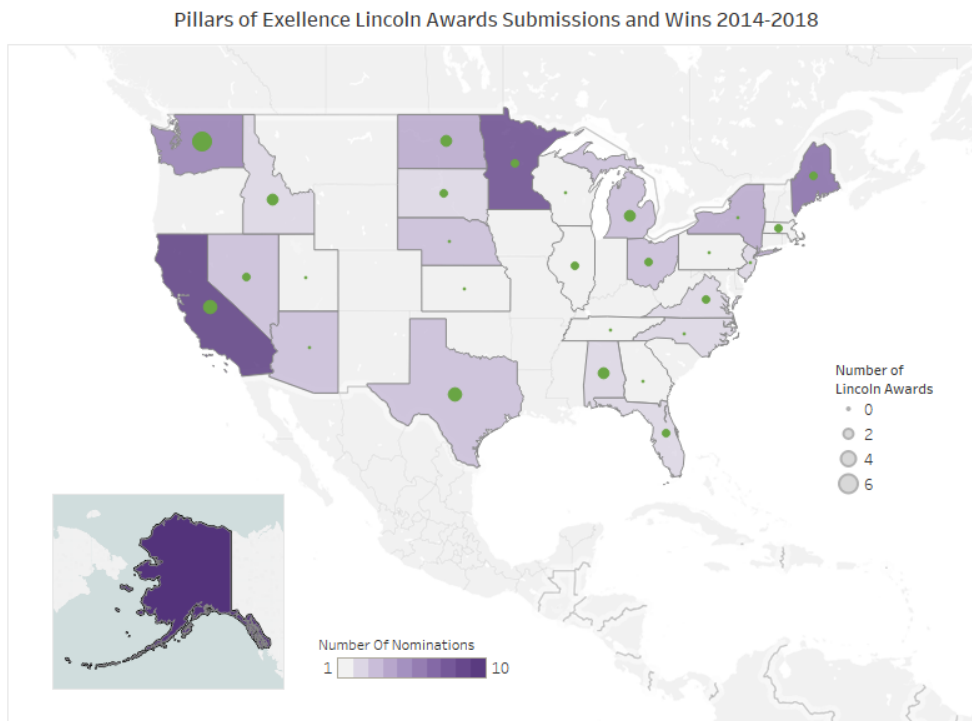 Pillars of Exellence Lincoln Awards Submissions and Wins 2014-2018
Number of
Lincoln Awards
0
2
4
6
Number Of Nominations
1
10